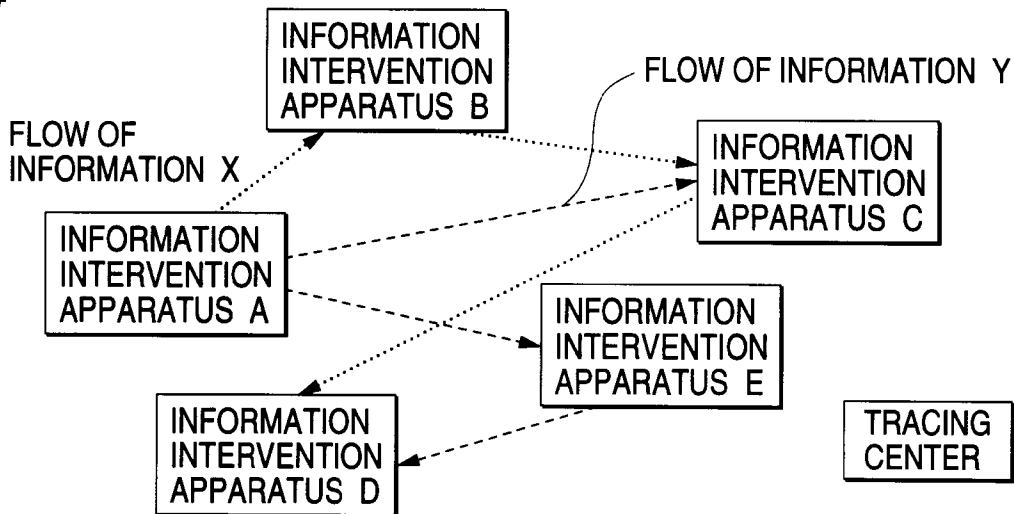 INFORMATION
INTERVENTION
APPARATUS B
FLOW OF INFORMATION Y
FLOW OF
INFORMATION X
INFORMATION
INTERVENTION
APPARATUS C
INFORMATION
INTERVENTION
APPARATUS A
INFORMATION
INTERVENTION
APPARATUS E
INFORMATION
INTERVENTION
APPARATUS D
TRACING
CENTER